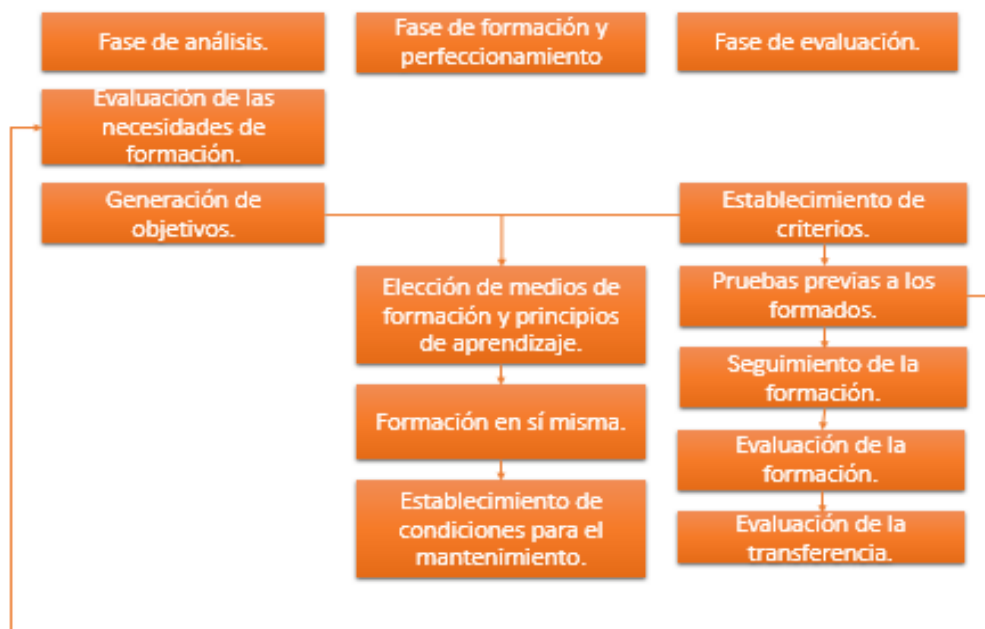 Fase de análisis.
Fase de formación y
perfeccionamiento
Fase de evaluación.
Evaluación de las
necesidades de
formación.
Generación de
objetivos.
Establecimiento de
criterios.
Elección de medios de
formación y principios
de aprendizaje.
Pruebas previas a los
formados.
Seguimiento de la
formación.
Formación en sí misma.
Evaluación de la
formación.
Establecimiento de
condiciones para el
mantenimiento.
Evaluación de la
transferencia.